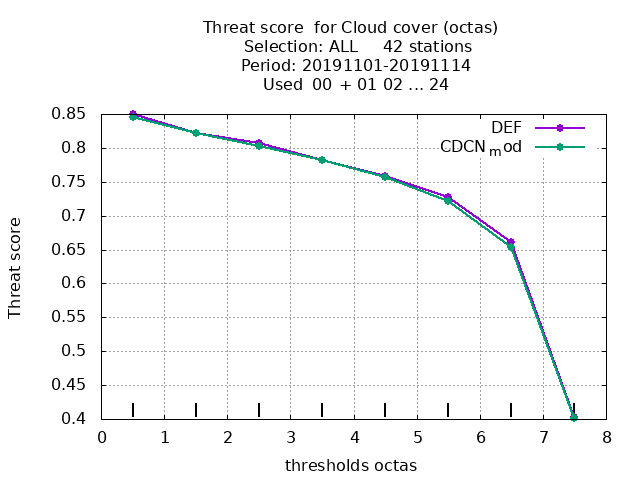 Threat score  for Cloud cover (octas)
Selection: ALL     42 stations
Period: 20191101-20191114
Used  00  + 01 02 ... 24
DEF
CDCN_mod
Threat score
0.85
0.8
0.75
0.7
0.65
0.6
0.55
0.5
0.45
0.4
0 1 2 3 4 5 6 7 8
thresholds octas